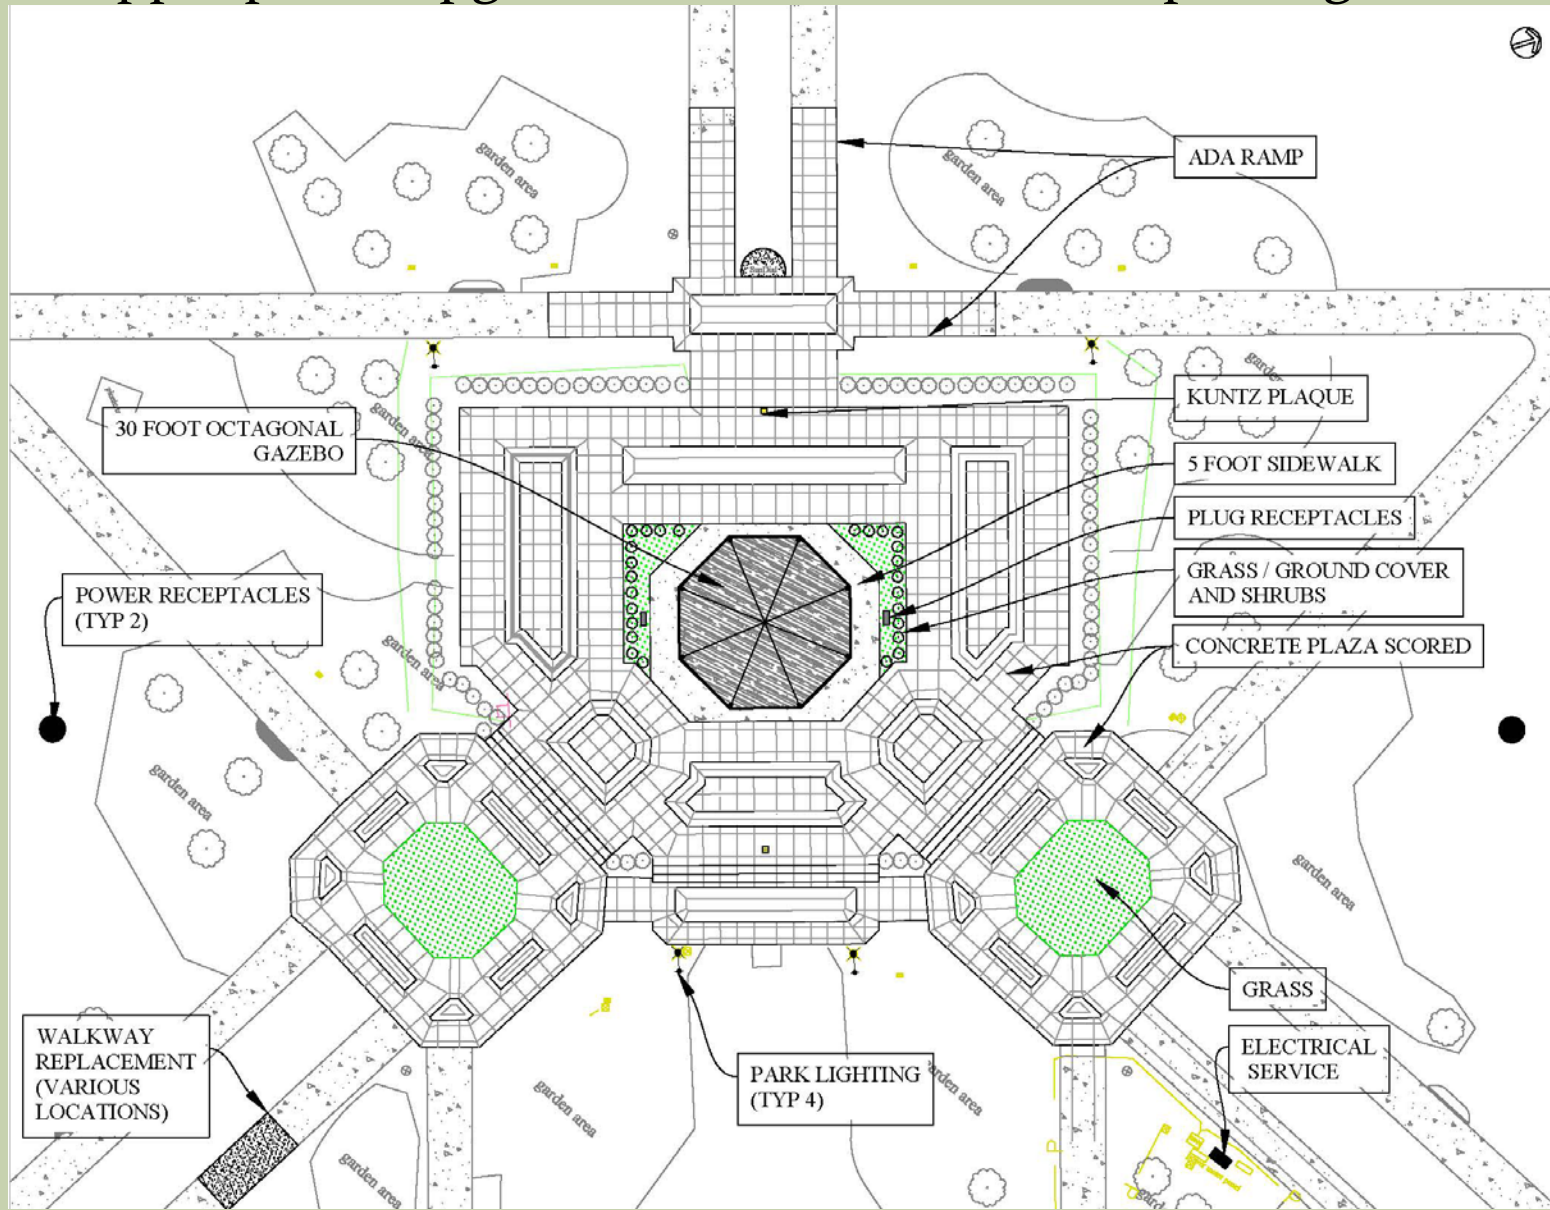 garden area
garden area
ADA RAMP
KUNTZ PLAQUE
30 FOOT OCTAGONAL
GAZEBO
garden area
5 FOOT SIDEWALK
PLUG RECEPTACLES
GRASS / GROUND COVER
AND SHRUBS
POWER RECEPTACLES
(TYP 2)
garden area
CONCRETE PLAZA SCORED
garden area
garden area
GRASS
WALKWAY
REPLACEMENT
(VARIOUS
LOCATIONS)
ELECTRICAL
SERVICE
PARK LIGHTING
(TYP 4)
garden area
garden area